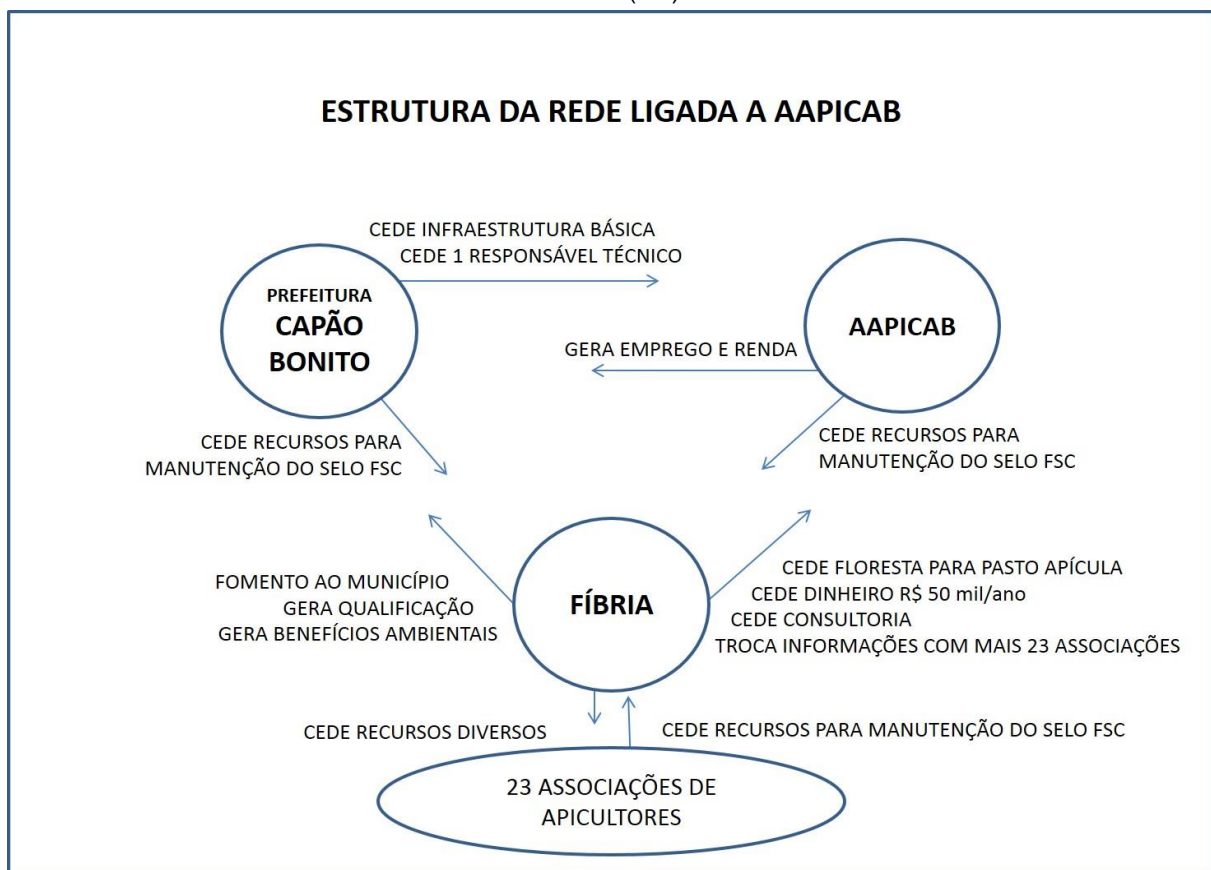 ESTRUTURA DA REDE LIGADA A AAPICAB
CEDE INFRAESTRUTURA BÁSICA
CEDE 1 RESPONSÁVEL TÉCNICO
PREFEITURA
CAPÃO
BONITO
AAPICAB
GERA EMPREGO E RENDA
CEDE RECURSOS PARA
MANUTENÇÃO DO SELO FSC
CEDE RECURSOS PARA
MANUTENÇÃO DO SELO FSC
FOMENTO AO MUNICÍPIO
GERA QUALIFICAÇÃO
GERA BENEFÍCIOS AMBIENTAIS
FÍBRIA
CEDE FLORESTA PARA PASTO APÍCULA
CEDE DINHEIRO R$ 50 mil/ano
CEDE CONSULTORIA
TROCA INFORMAÇÕES COM MAIS 23 ASSOCIAÇÕES
CEDE RECURSOS DIVERSOS
CEDE RECURSOS PARA MANUTENÇÃO DO SELO FSC
23 ASSOCIAÇÕES DE
APICULTORES